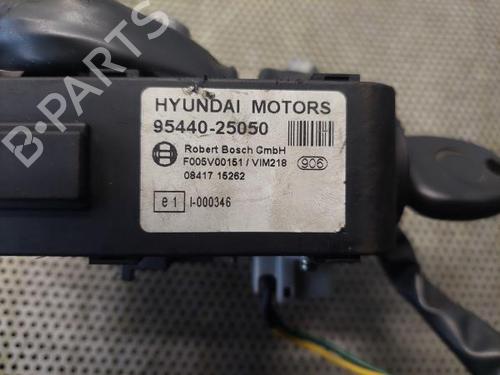 B-PARTS
HYUNDAI MOTORS
95440-25050
Robert Bosch GmbH
F005V00151 / VIM218
906
08417 15262
e1 I-000346